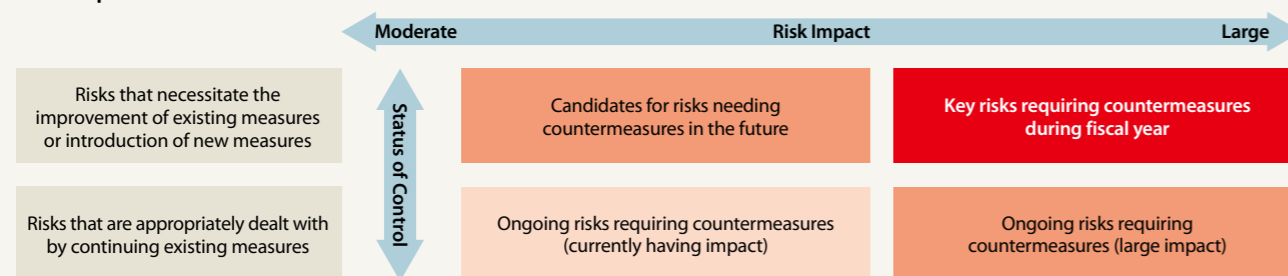 Moderate Risk Impact Large
Risks that necessitate the
improvement of existing measures
or introduction of new measures
Status of Control
Candidates for risks needing
countermeasures in the future
Key risks requiring countermeasures
during fiscal year
Risks that are appropriately dealt with
by continuing existing measures
Ongoing risks requiring countermeasures
(currently having impact)
Ongoing risks requiring
countermeasures (large impact)